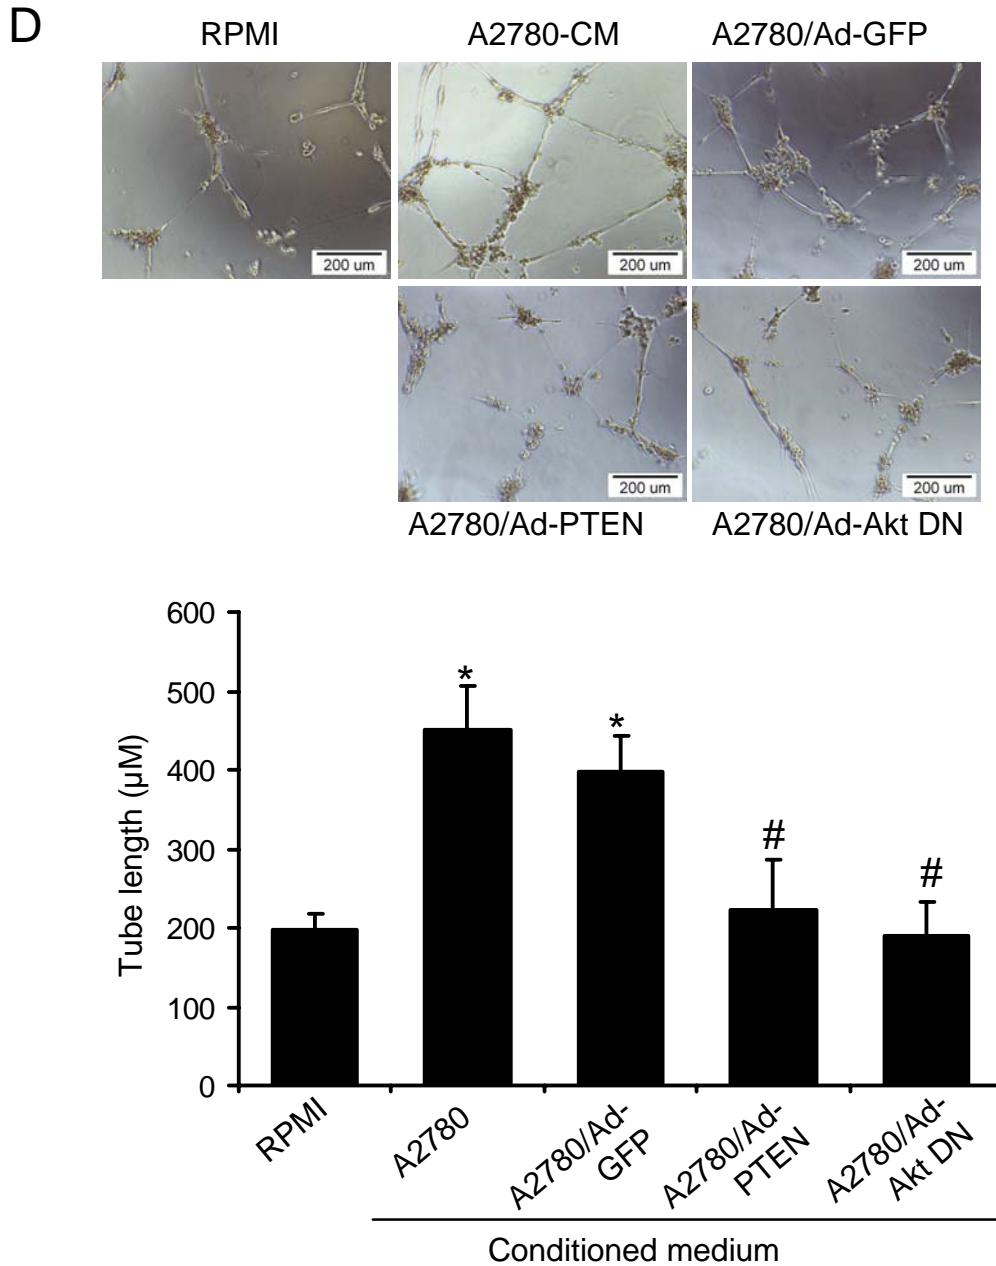 D
RPMI
A2780-CM
A2780/Ad-GFP
200 um
200 um
200 um
200 um
200 um
A2780/Ad-PTEN
A2780/Ad-Akt DN
Tube length (µM)
600
500
400
300
200
100
0
*
*
#
#
RPMI
A2780
A2780/Ad-
GFP
A2780/Ad-
PTEN
A2780/Ad-
Akt DN
Conditioned medium